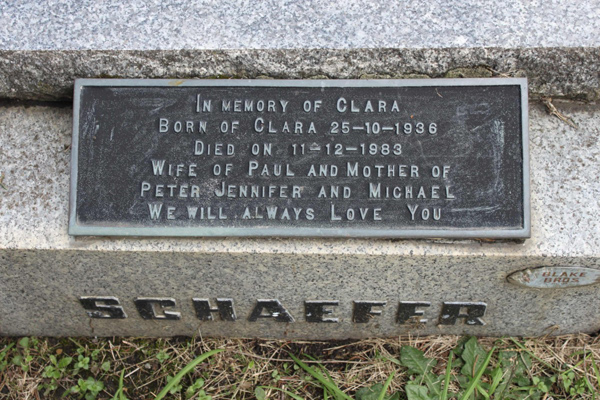 IN MEMORY OF CLARA
BORN OF CLARA 25-10-1936
DIED ON 11-12-1983
WIFE OF PAUL AND MOTHER OF
PETER JENNIFER AND MICHAEL
WE WILL ALWAYS LOVE YOU
BLAKE
BROS
SCHAEFER